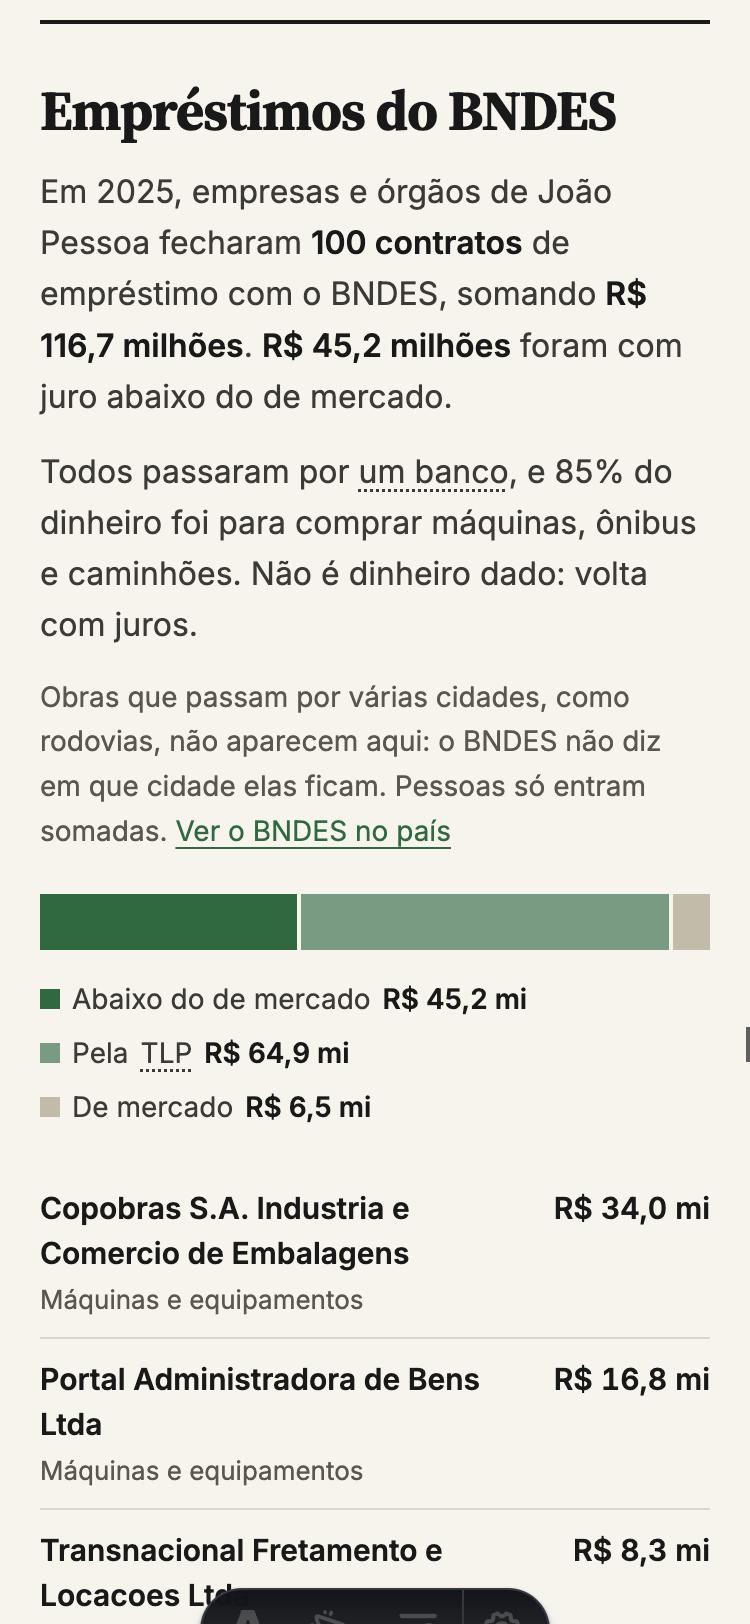 Empréstimos do BNDES
Em 2025, empresas e órgãos de João
Pessoa fecharam 100 contratos de
empréstimo com o BNDES, somando R$
116,7 milhões. R$ 45,2 milhões foram com
juro abaixo do de mercado.
Todos passaram por um banco, e 85% do
dinheiro foi para comprar máquinas, ônibus
e caminhões. Não é dinheiro dado: volta
com juros.
Obras que passam por várias cidades, como
rodovias, não aparecem aqui: o BNDES não diz
em que cidade elas ficam. Pessoas só entram
somadas. Ver o BNDES no país
Abaixo do de mercado R$ 45,2 mi
Pela TLP R$ 64,9 mi
De mercado R$ 6,5 mi
Copobras S.A. Industria e R$ 34,0 mi
Comercio de Embalagens
Máquinas e equipamentos
Portal Administradora de Bens R$ 16,8 mi
Ltda
Máquinas e equipamentos
Transnacional Fretamento e R$ 8,3 mi
Locacoes Ltda